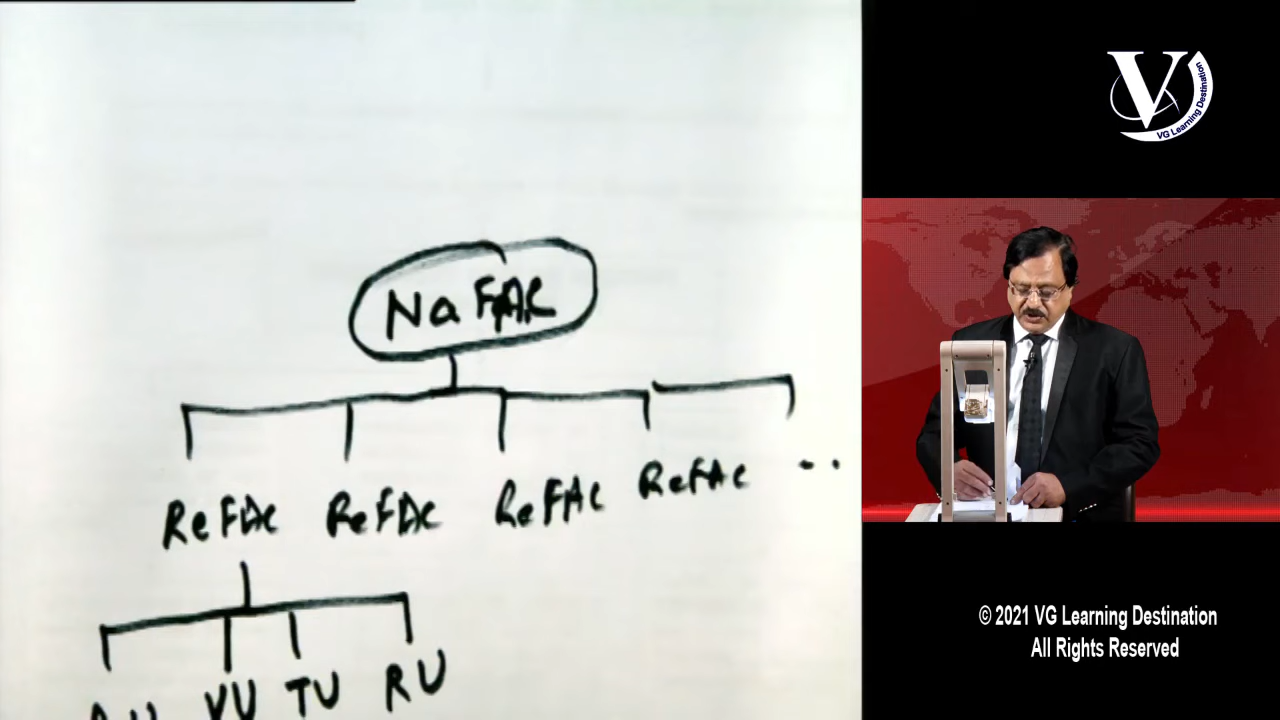 V
VG Learning Destination
NaFAC
ReFAC ReFAC ReFAC ReFAC ..
VU TU RU
© 2021 VG Learning Destination
All Rights Reserved